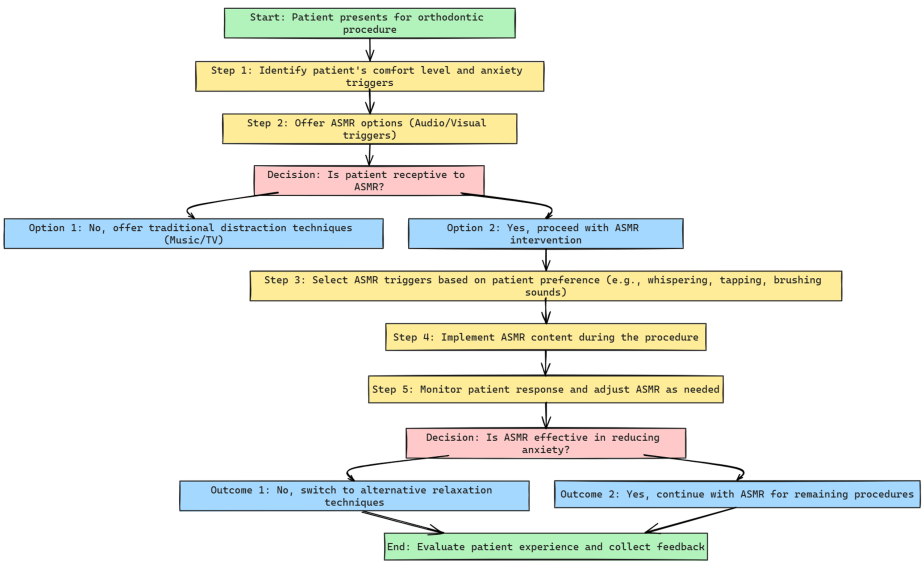 Start: Patient presents for orthodontic
procedure
Step 1: Identify patient's comfort level and anxiety
triggers
Step 2: Offer ASMR options (Audio/Visual
triggers)
Decision: Is patient receptive to
ASMR?
Option 1: No, offer traditional distraction techniques
(Music/TV)
Option 2: Yes, proceed with ASMR
intervention
Step 3: Select ASMR triggers based on patient preference (e.g., whispering, tapping, brushing
sounds)
Step 4: Implement ASMR content during the procedure
Step 5: Monitor patient response and adjust ASMR as needed
Decision: Is ASMR effective in reducing
anxiety?
Outcome 1: No, switch to alternative relaxation
techniques
Outcome 2: Yes, continue with ASMR for remaining procedures
End: Evaluate patient experience and collect feedback